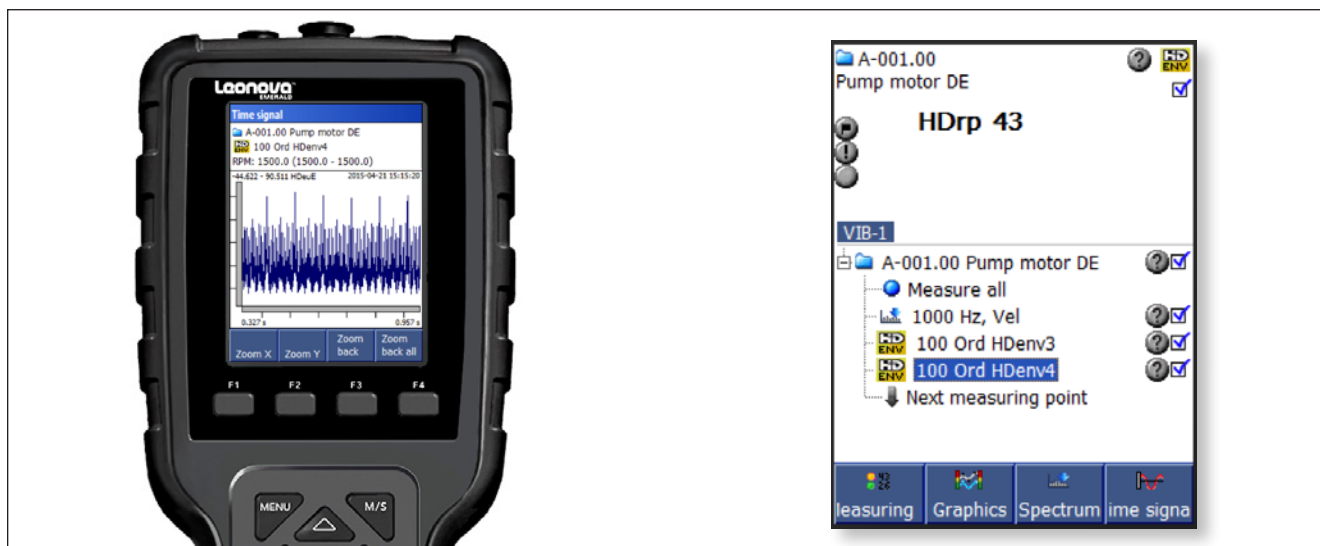 Leonova
EMERALD
Time signal
A-001.00 Pump motor DE
HD
ENV
100 Ord HDenv4
RPM: 1500.0 (1500.0 - 1500.0)
-44.622 - 90.511 HDeuE 2015-04-21 15:15:20
0.327 s 0.957 s
Zoom X Zoom Y Zoom back Zoom back all
F1 F2 F3 F4
MENU M/S
A-001.00
?
HD
ENV
Pump motor DE
HDrp 43
!
VIB-1
A-001.00 Pump motor DE ?
Measure all
1000 Hz, Vel ?
HD
ENV
100 Ord HDenv3 ?
HD
ENV
100 Ord HDenv4 ?
Next measuring point
leasuring Graphics Spectrum ime signa